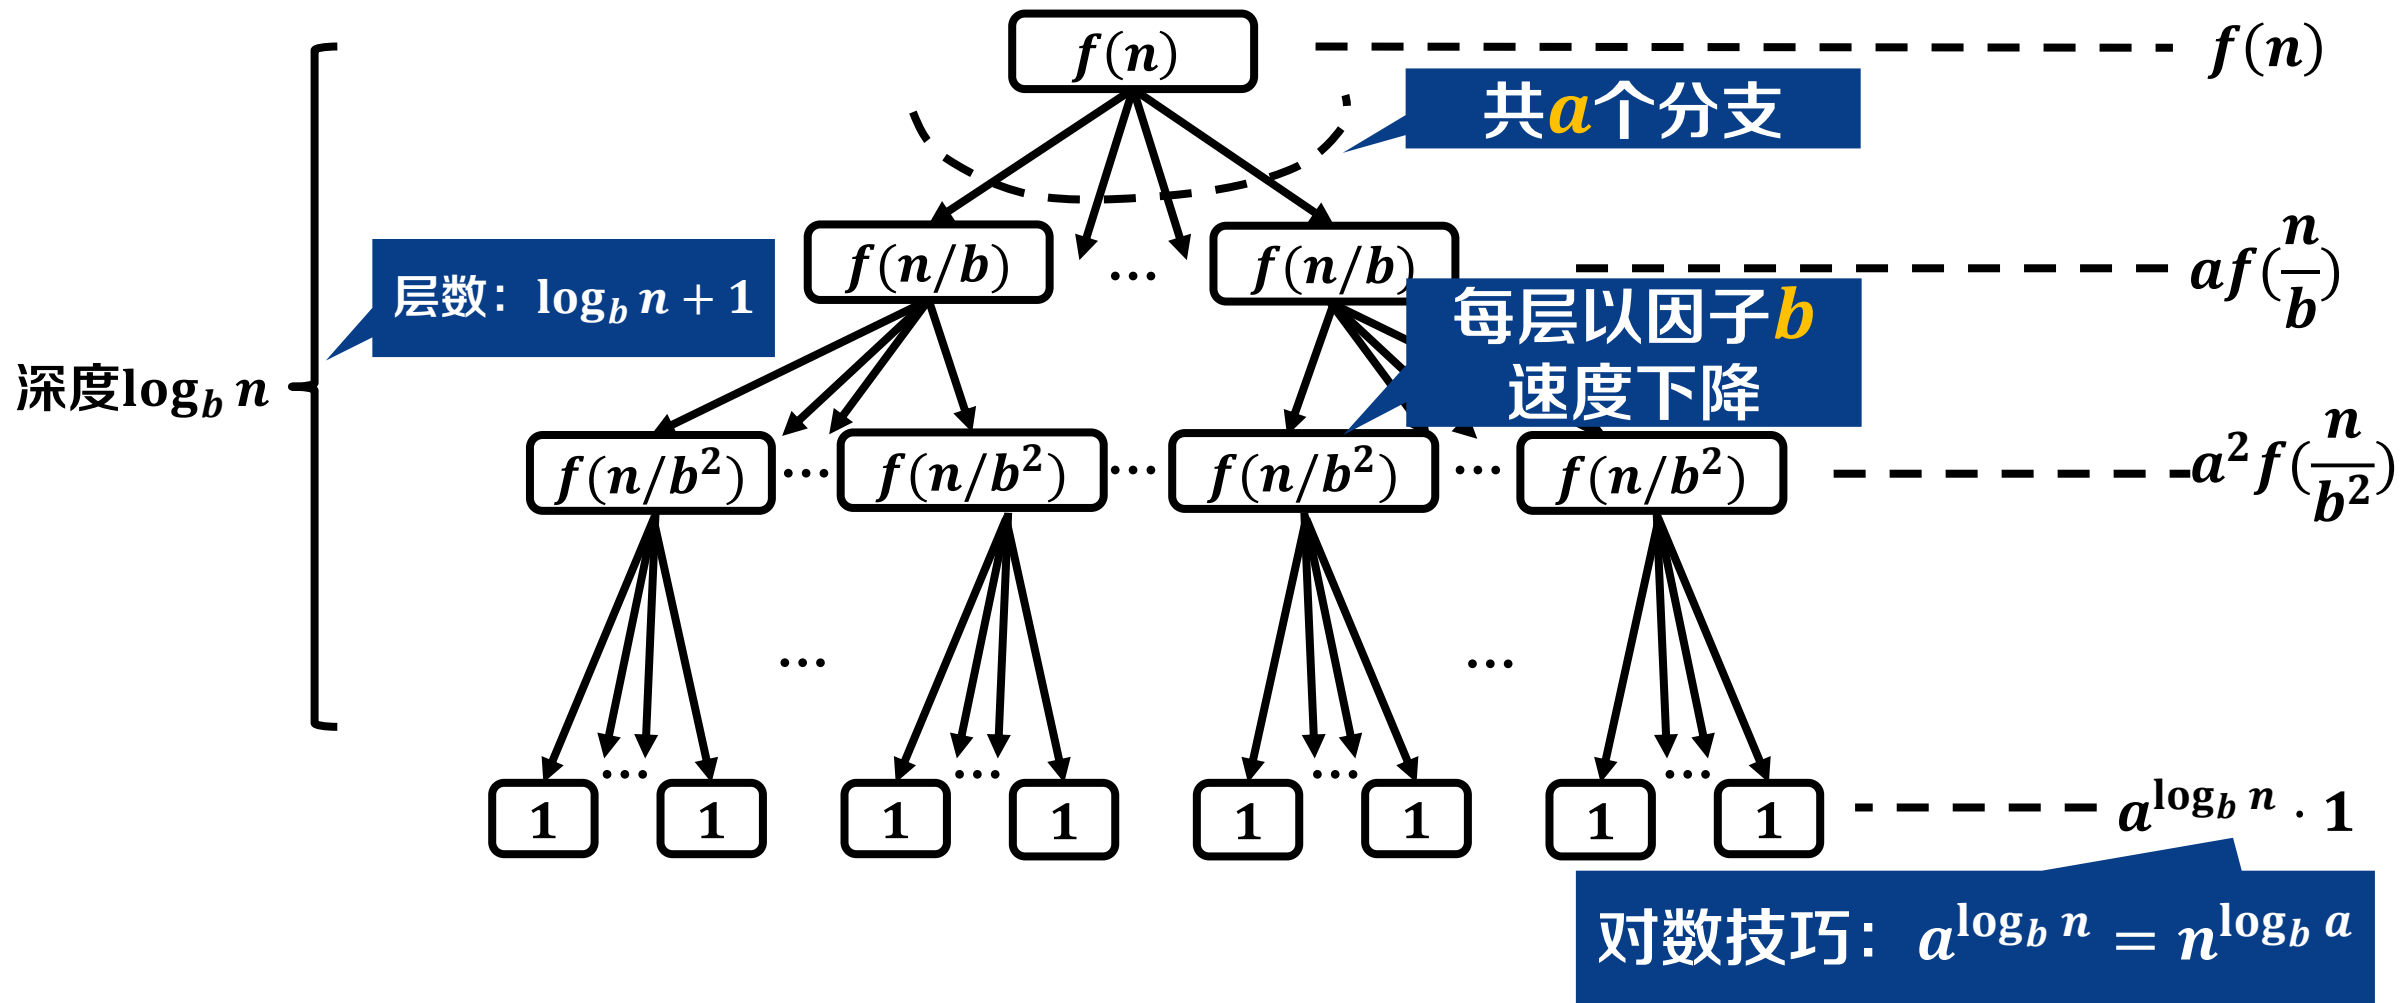 f(n)
f(n)
共a个分支
f(n/b)
…
f(n/b)
af(n/b)
层数：log_b n + 1
每层以因子b
速度下降
深度log_b n
f(n/b²)
…
f(n/b²)
…
f(n/b²)
…
f(n/b²)
a²f(n/b²)
…
…
1
…
1
1
…
1
1
…
1
1
…
1
a^{log_b n} · 1
对数技巧：a^{log_b n} = n^{log_b a}